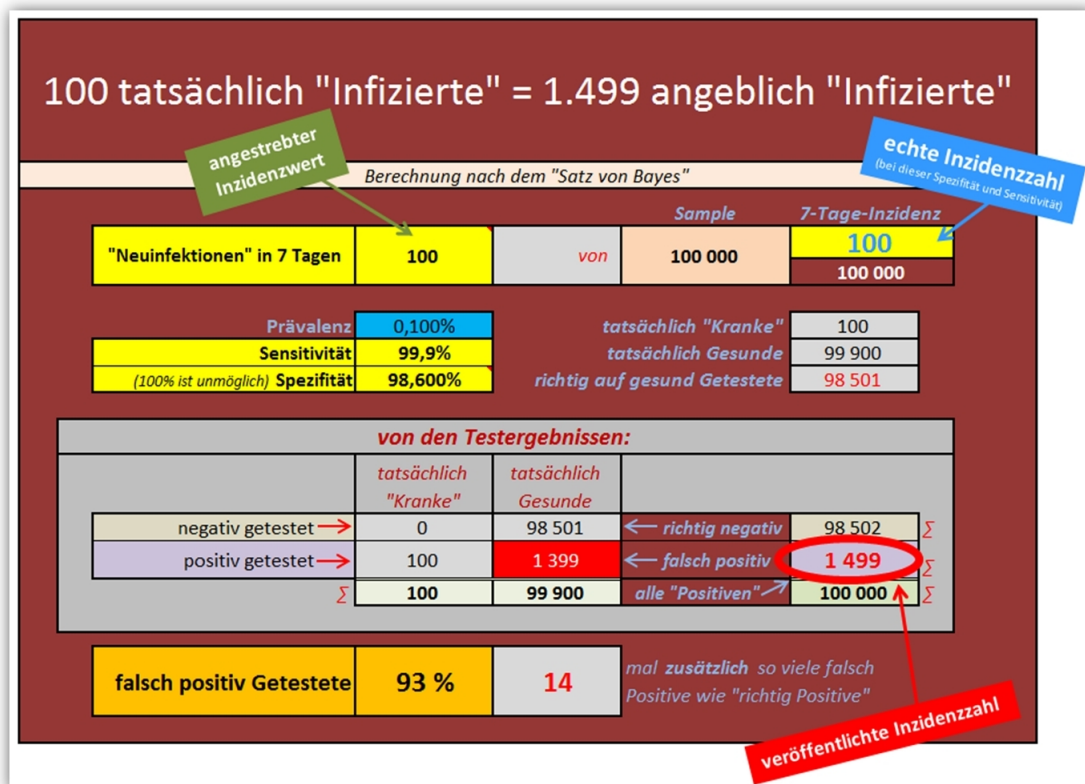 100 tatsächlich "Infizierte" = 1.499 angeblich "Infizierte"
angestrebter
Inzidenzwert
echte Inzidenzzahl
(bei dieser Spezifität und Sensitivität)
Berechnung nach dem "Satz von Bayes"
Sample 7-Tage-Inzidenz
"Neuinfektionen" in 7 Tagen 100 von 100 000 100
100 000
Prävalenz 0,100% tatsächlich "Kranke" 100
Sensitivität 99,9% tatsächlich Gesunde 99 900
(100% ist unmöglich) Spezifität 98,600% richtig auf gesund Getestete 98 501
von den Testergebnissen:
tatsächlich tatsächlich
"Kranke" Gesunde
negativ getestet 0 98 501 richtig negativ 98 502 Σ
positiv getestet 100 1 399 falsch positiv 1 499 Σ
Σ 100 99 900 alle "Positiven" 100 000 Σ
falsch positiv Getestete 93 % 14 mal zusätzlich so viele falsch
Positive wie "richtig Positive"
veröffentlichte Inzidenzzahl